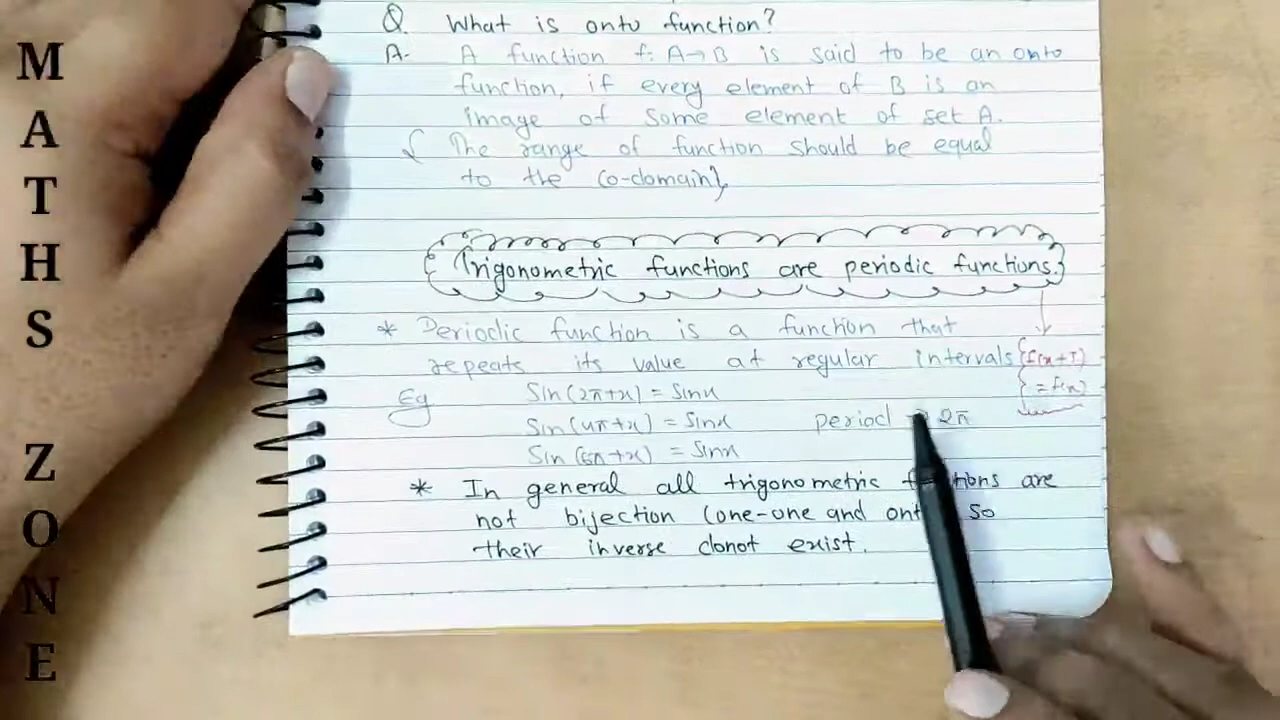 MATHS ZONE
Q. What is onto function?
A. A function f: A→B is said to be an onto
function, if every element of B is an
image of some element of set A.
{ The range of function should be equal
to the co-domain}
Trigonometric functions are periodic functions.
* Periodic function is a function that
repeats its value at regular intervals {f(x+T)
= f(x)
Eg Sin(2π+x) = sinx
Sin(4π+x) = sinx period → 2π
Sin(6π+x) = sinx
* In general all trigonometric are
not bijection (one-one and so
their inverse donot exist.